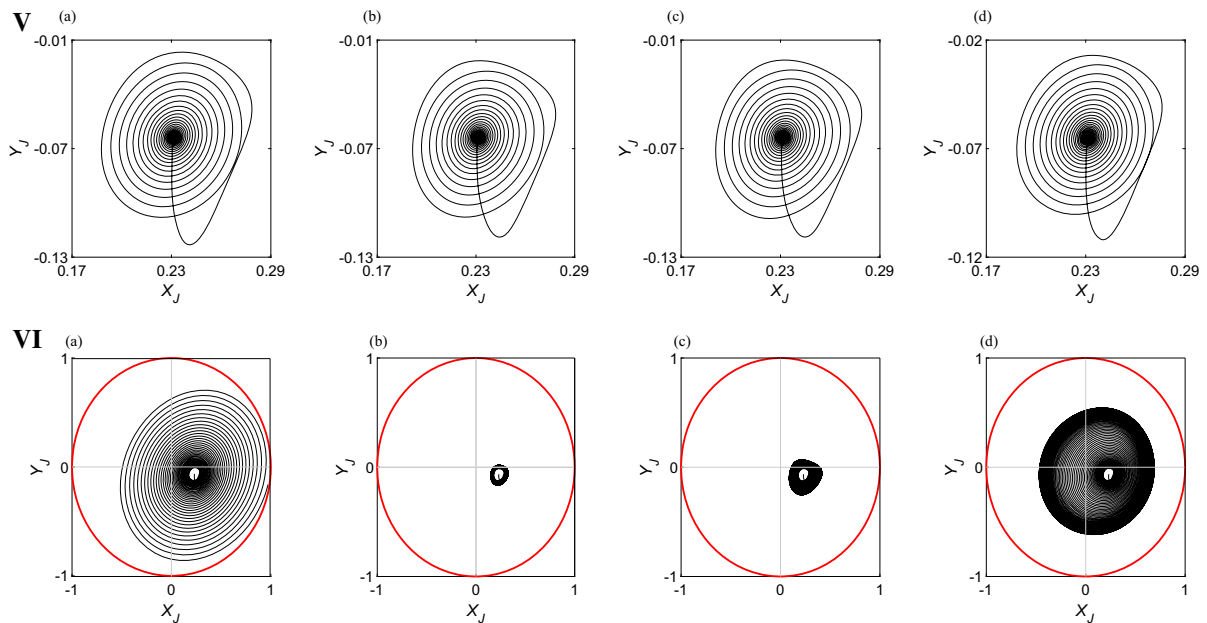 V
(a)
(b)
(c)
(d)
-0.01
-0.01
-0.01
-0.02
Y_J
-0.07
Y_J
-0.07
Y_J
-0.07
Y_J
-0.07
-0.13
-0.13
-0.13
-0.12
0.17
0.23
0.29
0.17
0.23
0.29
0.17
0.23
0.29
0.17
0.23
0.29
X_J
X_J
X_J
X_J
VI
(a)
(b)
(c)
(d)
1
1
1
1
Y_J
0
Y_J
0
Y_J
0
Y_J
0
-1
-1
-1
-1
-1
0
1
-1
0
1
-1
0
1
-1
0
1
X_J
X_J
X_J
X_J